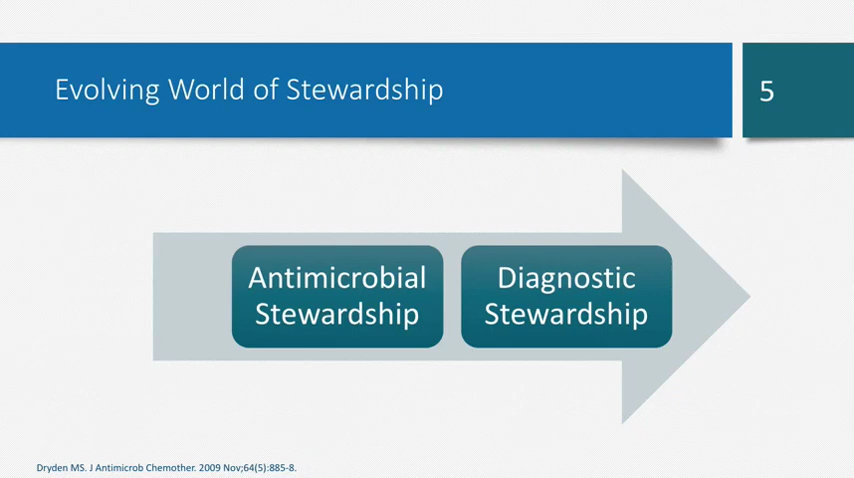 Evolving World of Stewardship
5
Antimicrobial
Stewardship
Diagnostic
Stewardship
Dryden MS. J Antimicrob Chemother. 2009 Nov;64(5):885-8.